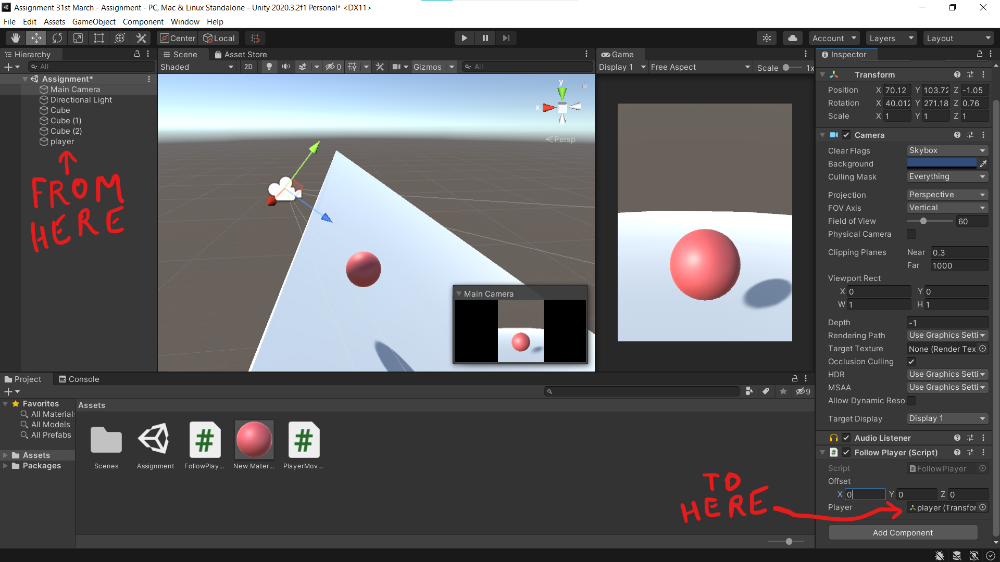 Assignment 31st March - Assignment - PC, Mac & Linux Standalone - Unity 2020.3.2f1 Personal* <DX11>
File Edit Assets GameObject Component Window Help
Center Local Account Layers Layout
Hierarchy
All
Assignment*
Main Camera
Directional Light
Cube
Cube (1)
Cube (2)
player
FROM
HERE
Scene Asset Store
Shaded 2D 0 Gizmos All
y
x
Persp
Main Camera
Game
Display 1 Free Aspect Scale 1x
Inspector
Transform
Position X 70.12 Y 103.72 Z -1.05
Rotation X 40.012 Y 271.18 Z 0.76
Scale X 1 Y 1 Z 1
Camera
Clear Flags Skybox
Background
Culling Mask Everything
Projection Perspective
FOV Axis Vertical
Field of View 60
Physical Camera
Clipping Planes Near 0.3
Far 1000
Viewport Rect
X 0 Y 0
W 1 H 1
Depth -1
Rendering Path Use Graphics Setti
Target Texture None (Render Tex
Occlusion Culling
HDR Use Graphics Setti
MSAA Use Graphics Setti
Allow Dynamic Reso
Target Display Display 1
Audio Listener
# Follow Player (Script)
Script # FollowPlayer
Offset
X 0 Y 0 Z 0
Player player (Transfor
Add Component
Project Console
9
Favorites
All Materials
All Models
All Prefabs
Assets
Packages
Assets
# #
Scenes Assignment FollowPlay... New Mater... PlayerMov...
TO
HERE